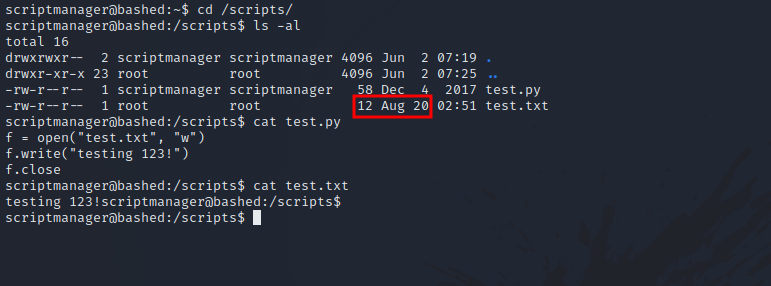 scriptmanager@bashed:~$ cd /scripts/
scriptmanager@bashed:/scripts$ ls -al
total 16
drwxrwxr--  2 scriptmanager scriptmanager 4096 Jun  2 07:19 .
drwxr-xr-x 23 root          root          4096 Jun  2 07:25 ..
-rw-r--r--  1 scriptmanager scriptmanager   58 Dec  4  2017 test.py
-rw-r--r--  1 root          root            12 Aug 20 02:51 test.txt
scriptmanager@bashed:/scripts$ cat test.py
f = open("test.txt", "w")
f.write("testing 123!")
f.close
scriptmanager@bashed:/scripts$ cat test.txt
testing 123!scriptmanager@bashed:/scripts$
scriptmanager@bashed:/scripts$